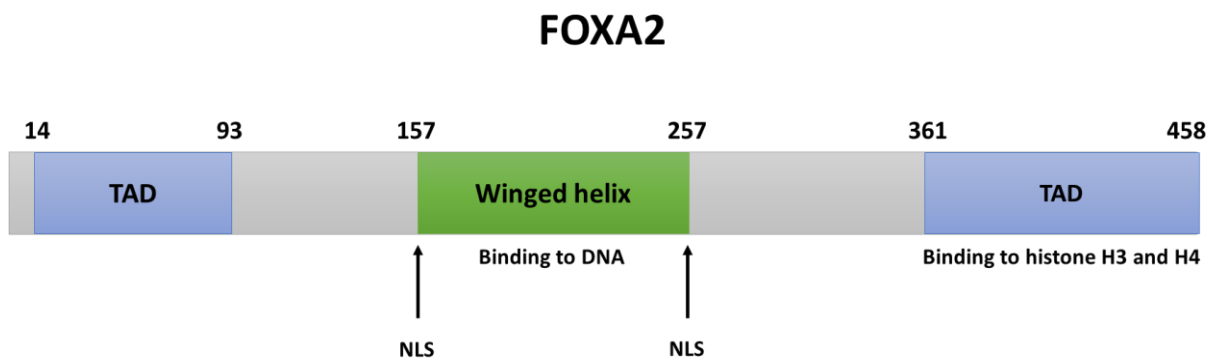 FOXA2
14 93 157 257 361 458
TAD Winged helix TAD
Binding to DNA Binding to histone H3 and H4
NLS NLS